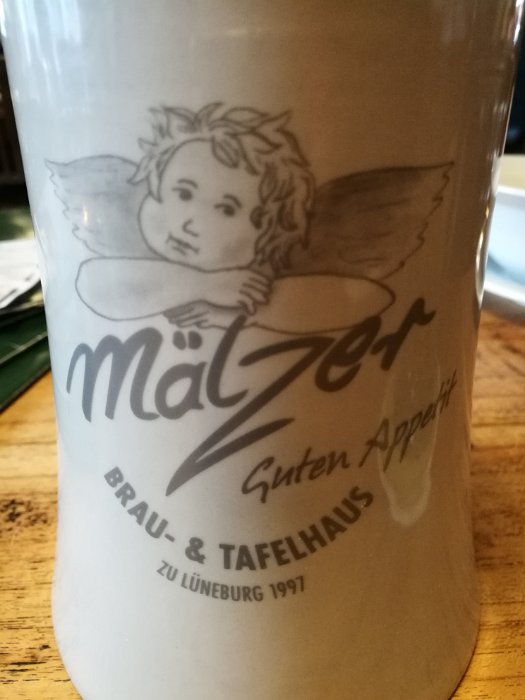 mälzer
Guten Appetit
BRAU- & TAFELHAUS
ZU LÜNEBURG 1997